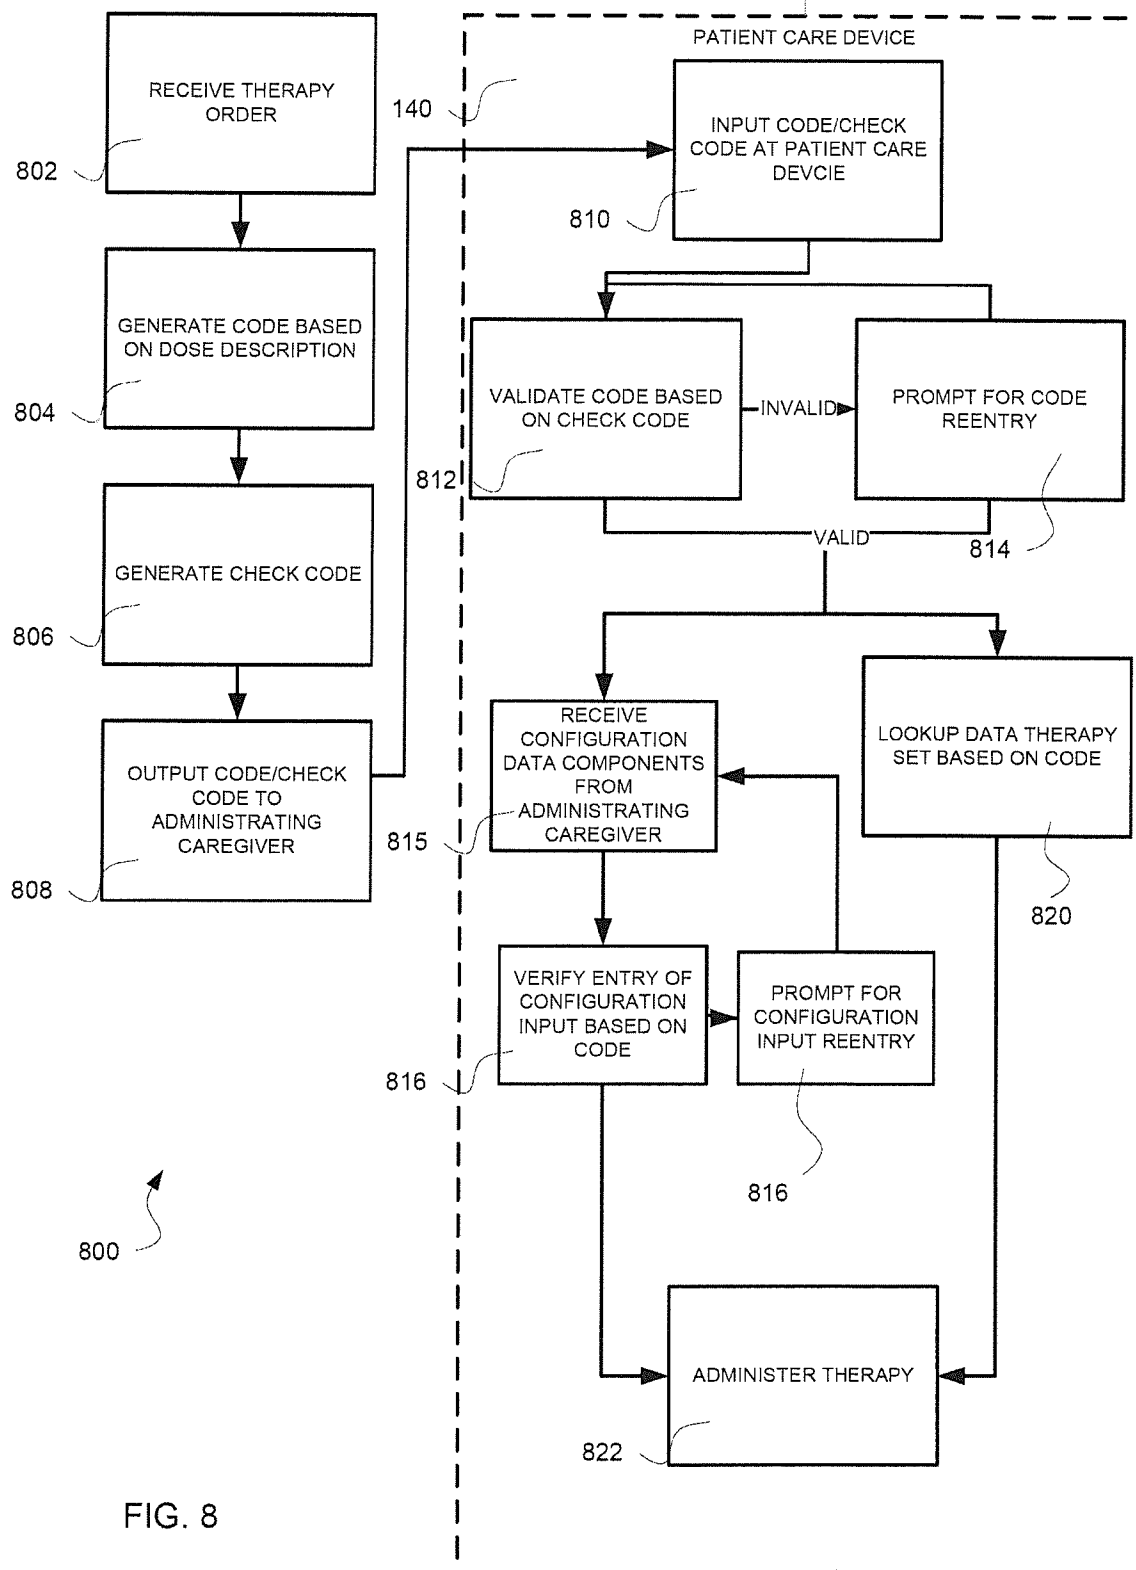 RECEIVE THERAPY
ORDER
802
GENERATE CODE BASED
ON DOSE DESCRIPTION
804
GENERATE CHECK CODE
806
OUTPUT CODE/CHECK
CODE TO
ADMINISTRATING
CAREGIVER
808
PATIENT CARE DEVICE
140
INPUT CODE/CHECK
CODE AT PATIENT CARE
DEVCIE
810
VALIDATE CODE BASED
ON CHECK CODE
812
INVALID
PROMPT FOR CODE
REENTRY
814
VALID
RECEIVE
CONFIGURATION
DATA COMPONENTS
FROM
ADMINISTRATING
CAREGIVER
815
LOOKUP DATA THERAPY
SET BASED ON CODE
820
VERIFY ENTRY OF
CONFIGURATION
INPUT BASED ON
CODE
816
PROMPT FOR
CONFIGURATION
INPUT REENTRY
816
800
ADMINISTER THERAPY
822
FIG. 8